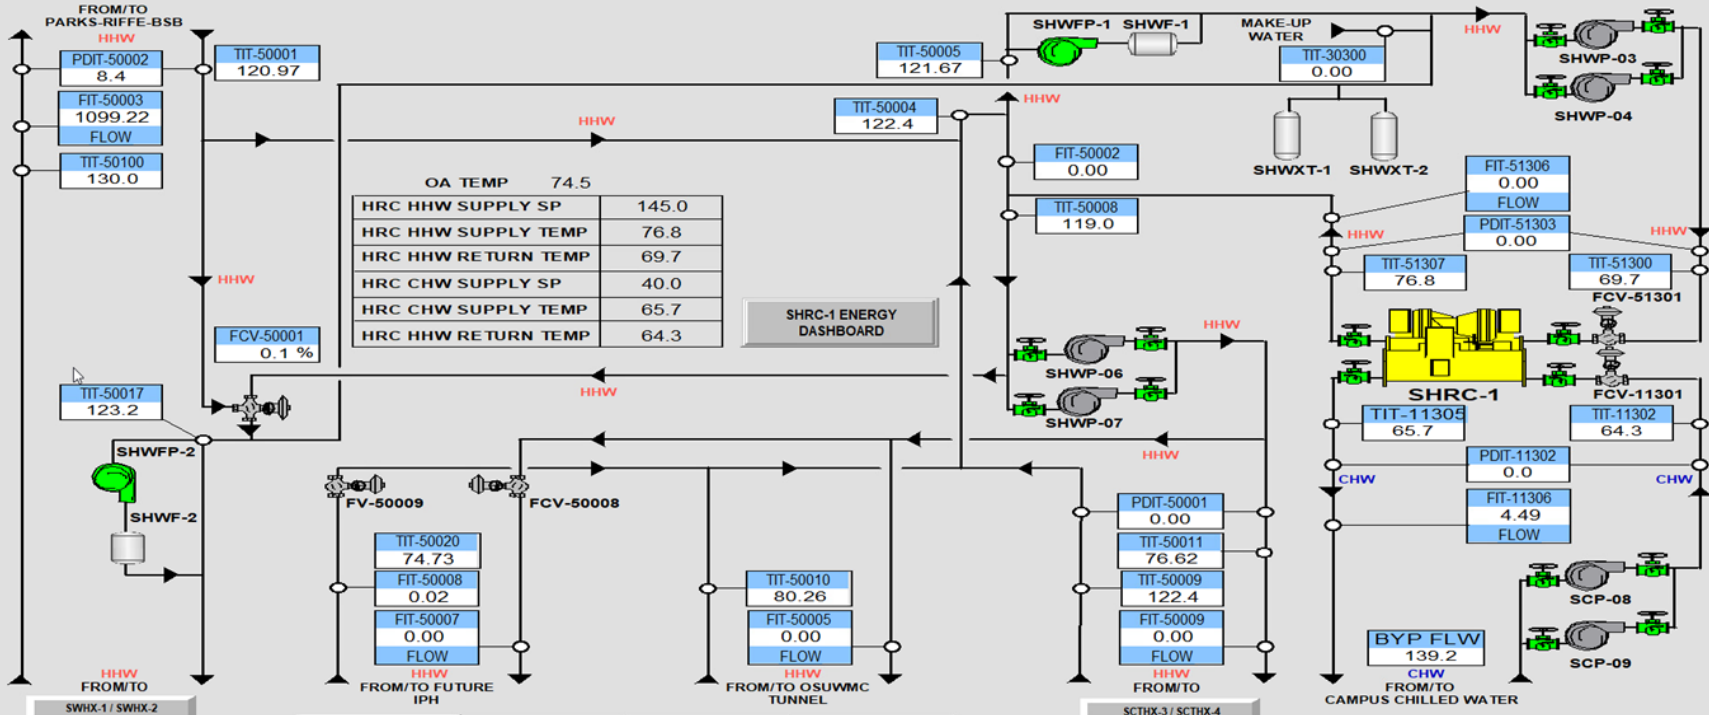 FROM/TO
PARKS-RIFFE-BSB
HHW
PDIT-50002
8.4
TIT-50001
120.97
FIT-50003
1099.22
FLOW
TIT-50100
130.0
HHW
TIT-50005
121.67
SHWFP-1
SHWF-1
MAKE-UP
WATER
TIT-30300
0.00
HHW
SHWP-03
SHWP-04
TIT-50004
122.4
HHW
SHWXT-1
SHWXT-2
FIT-50002
0.00
TIT-50008
119.0
FIT-51306
0.00
FLOW
PDIT-51303
0.00
HHW
HHW
TIT-51307
76.8
TIT-51300
69.7
FCV-51301
OA TEMP 74.5
HRC HHW SUPPLY SP 145.0
HRC HHW SUPPLY TEMP 76.8
HRC HHW RETURN TEMP 69.7
HRC CHW SUPPLY SP 40.0
HRC CHW SUPPLY TEMP 65.7
HRC HHW RETURN TEMP 64.3
SHRC-1 ENERGY
DASHBOARD
HHW
FCV-50001
0.1 %
HHW
SHWP-06
SHWP-07
HHW
SHRC-1
FCV-11301
TIT-50017
123.2
HHW
TIT-11305
65.7
TIT-11302
64.3
SHWFP-2
SHWF-2
FV-50009
FCV-50008
PDIT-11302
0.0
CHW
CHW
FIT-11306
4.49
FLOW
PDIT-50001
0.00
TIT-50011
76.62
TIT-50009
122.4
FIT-50009
0.00
FLOW
HHW
FROM/TO
SCTHX-3 / SCTHX-4
TIT-50020
74.73
FIT-50008
0.02
FIT-50007
0.00
FLOW
HHW
FROM/TO FUTURE
IPH
TIT-50010
80.26
FIT-50005
0.00
FLOW
HHW
FROM/TO OSUWMC
TUNNEL
SCP-08
SCP-09
BYP FLW
139.2
CHW
FROM/TO
CAMPUS CHILLED WATER
HHW
FROM/TO
SWHX-1 / SWHX-2